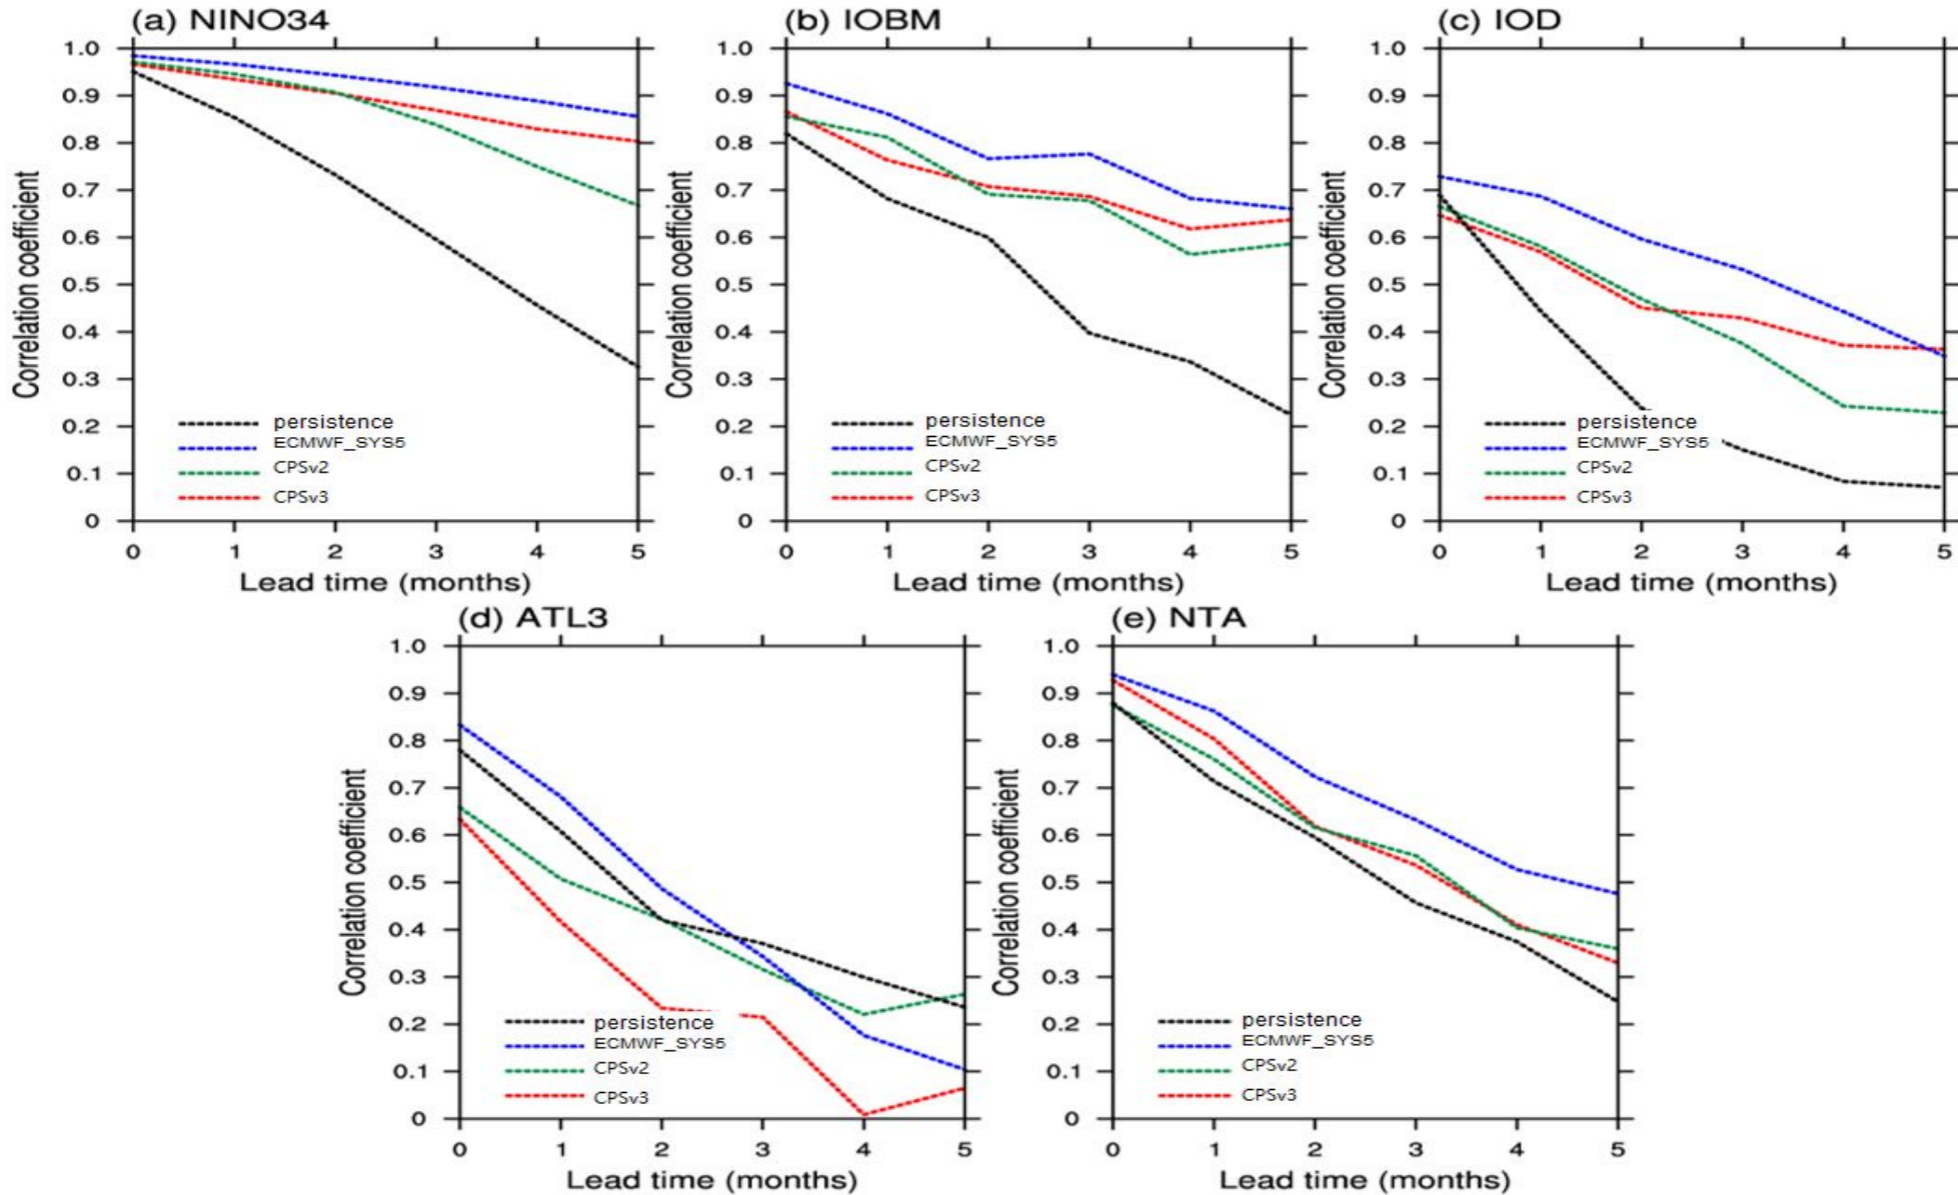 (a) NINO34
1.0
0.9
0.8
0.7
0.6
0.5
0.4
0.3
0.2
0.1
0
Correlation coefficient
persistence
ECMWF_SYS5
CPSv2
CPSv3
0 1 2 3 4 5
Lead time (months)
(b) IOBM
1.0
0.9
0.8
0.7
0.6
0.5
0.4
0.3
0.2
0.1
0
Correlation coefficient
persistence
ECMWF_SYS5
CPSv2
CPSv3
0 1 2 3 4 5
Lead time (months)
(c) IOD
1.0
0.9
0.8
0.7
0.6
0.5
0.4
0.3
0.2
0.1
0
Correlation coefficient
persistence
ECMWF_SYS5
CPSv2
CPSv3
0 1 2 3 4 5
Lead time (months)
(d) ATL3
1.0
0.9
0.8
0.7
0.6
0.5
0.4
0.3
0.2
0.1
0
Correlation coefficient
persistence
ECMWF_SYS5
CPSv2
CPSv3
0 1 2 3 4 5
Lead time (months)
(e) NTA
1.0
0.9
0.8
0.7
0.6
0.5
0.4
0.3
0.2
0.1
0
Correlation coefficient
persistence
ECMWF_SYS5
CPSv2
CPSv3
0 1 2 3 4 5
Lead time (months)